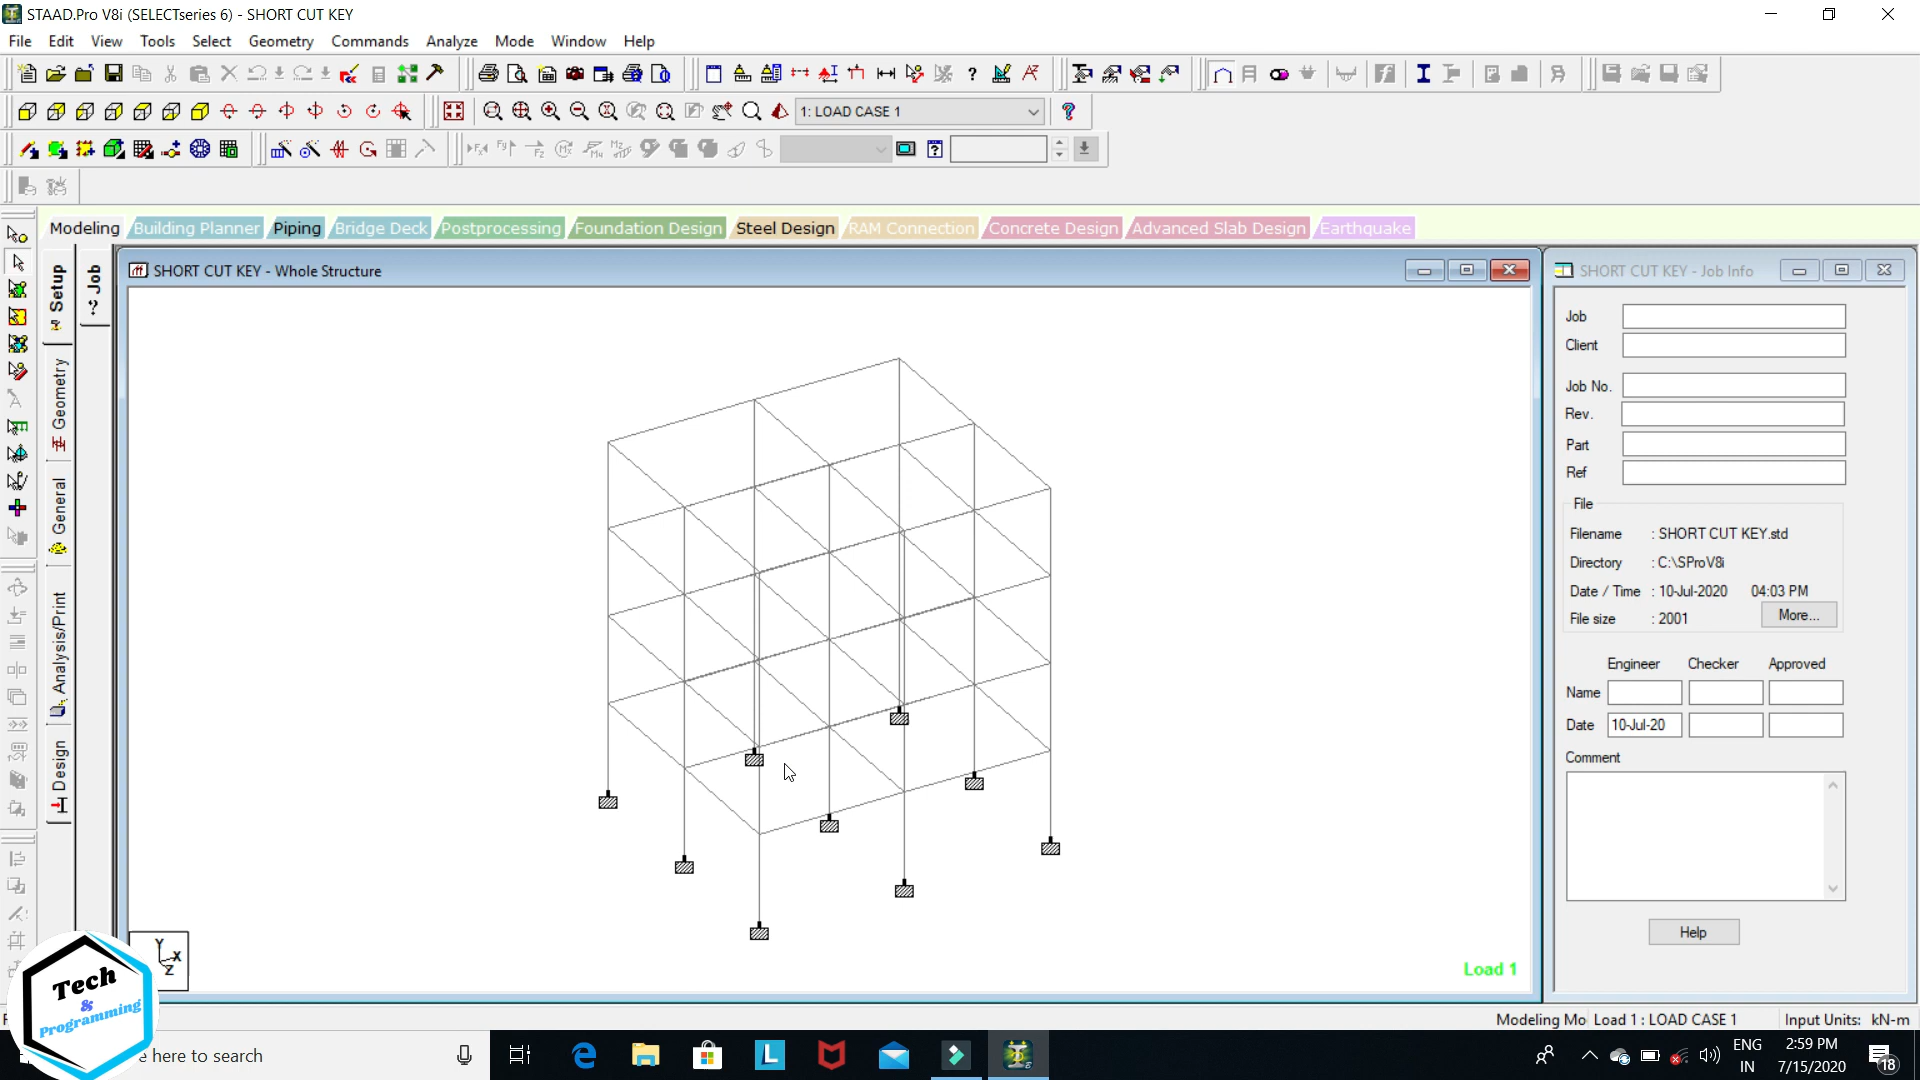 STAAD.Pro V8i (SELECTseries 6) - SHORT CUT KEY
File Edit View Tools Select Geometry Commands Analyze Mode Window Help
1: LOAD CASE 1
Modeling Building Planner Piping Bridge Deck Postprocessing Foundation Design Steel Design RAM Connection Concrete Design Advanced Slab Design Earthquake
Setup
Geometry
General
Analysis/Print
Design
Job
SHORT CUT KEY - Whole Structure
Y
X
Z
Load 1
SHORT CUT KEY - Job Info
Job
Client
Job No.
Rev.
Part
Ref
File
Filename : SHORT CUT KEY.std
Directory : C:\SProV8i
Date / Time : 10-Jul-2020 04:03 PM
File size : 2001 More...
Engineer Checker Approved
Name
Date 10-Jul-20
Comment
Help
Tech
&
Programming
Modeling Mo Load 1 : LOAD CASE 1 Input Units: kN-m
e here to search
ENG
IN
2:59 PM
7/15/2020
18